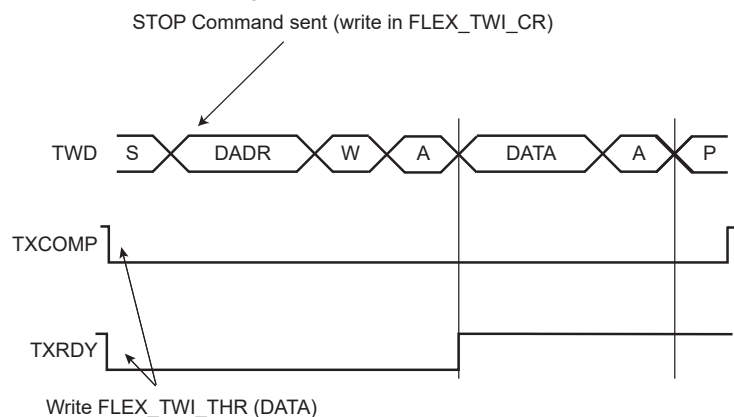 STOP Command sent (write in FLEX_TWI_CR)
TWD S DADR W A DATA A P
TXCOMP
TXRDY
Write FLEX_TWI_THR (DATA)